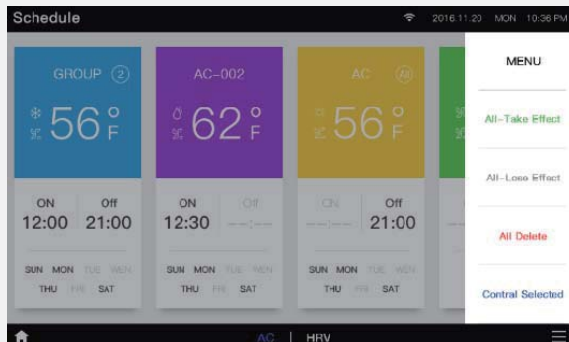 Schedule 2016.11.20 MON 10:36 PM
GROUP 2
56°F
ON Off
12:00 21:00
SUN MON TUE WEN
THU FRI SAT
AC-002
62°F
ON Off
12:30 --:--
SUN MON TUE WEN
THU FRI SAT
AC All
56°F
ON Off
--:-- 21:00
SUN MON TUE WEN
THU FRI SAT
MENU
All-Take Effect
All-Lose Effect
All Delete
Contral Selected
AC | HRV